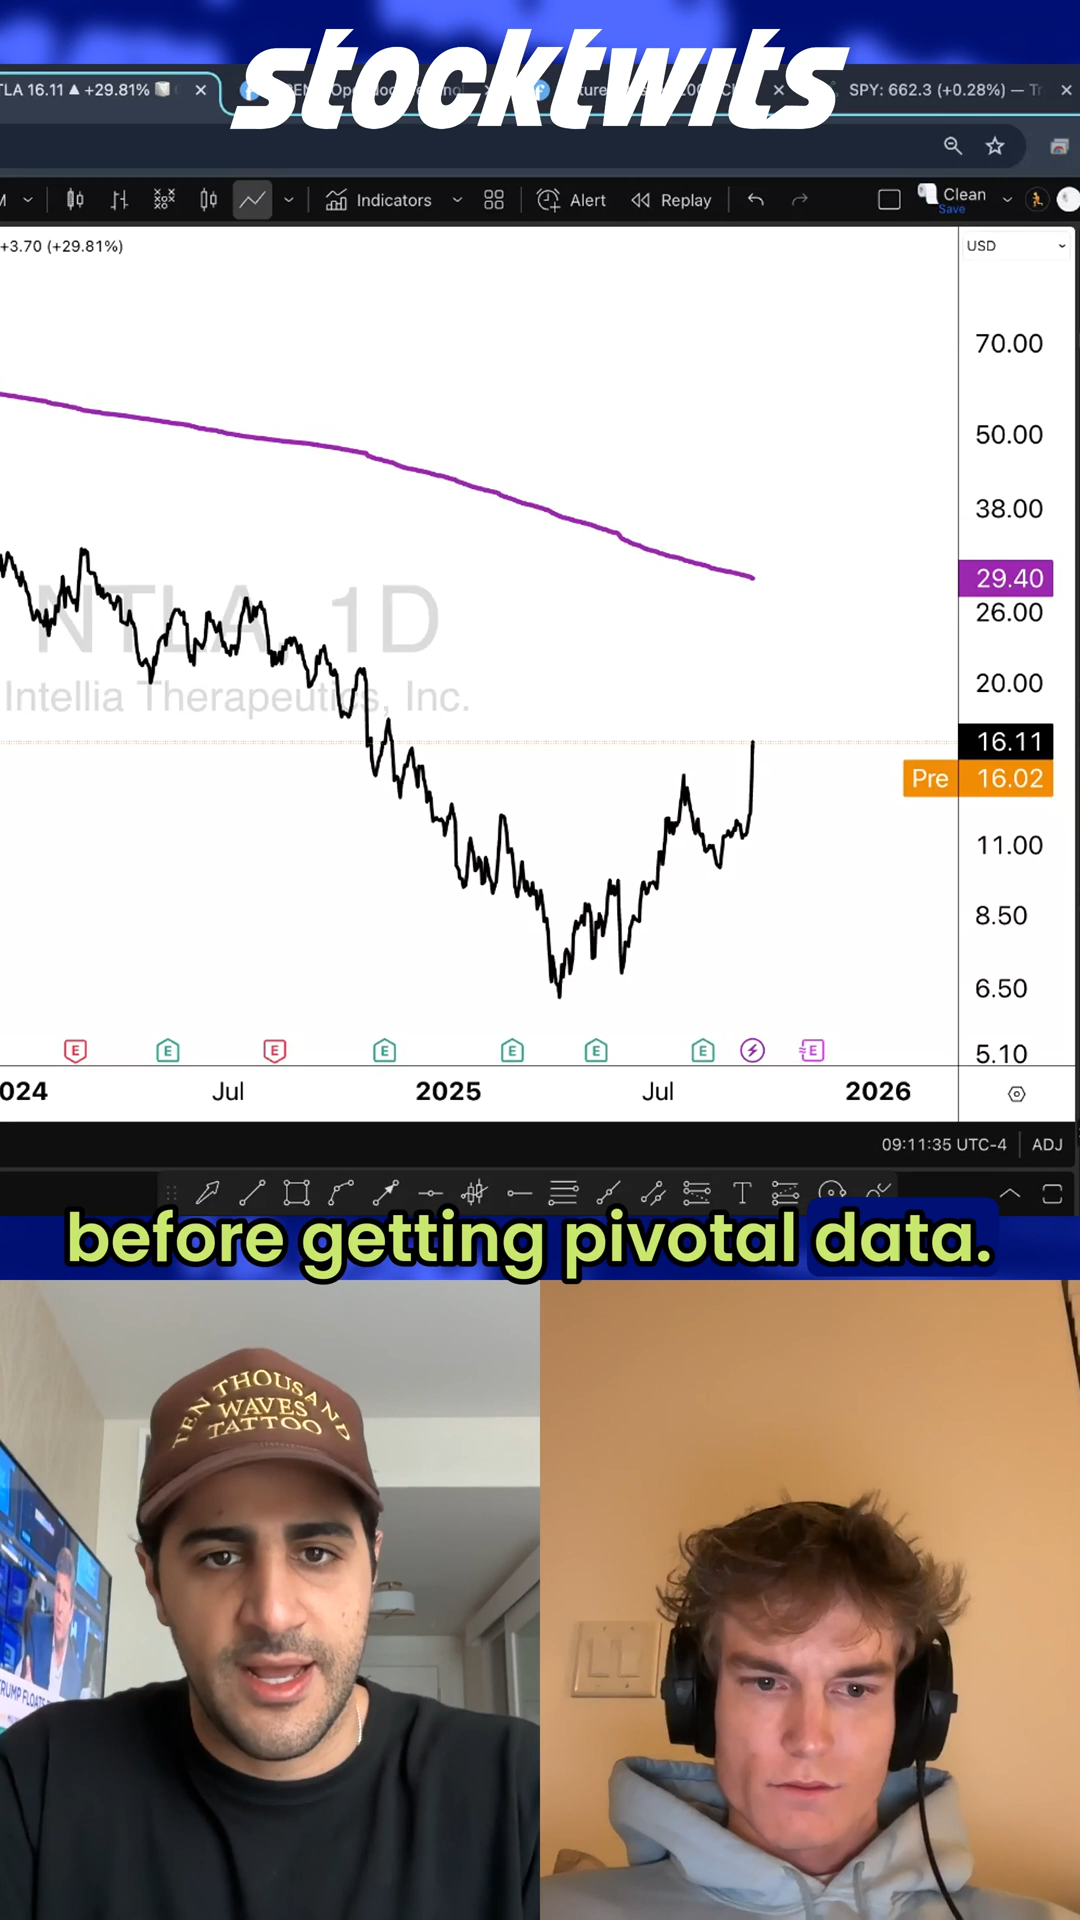 stocktwits
TLA 16.11 ▲ +29.81%
SPY: 662.3 (+0.28%) — Tr
M
Indicators
Alert
Replay
Clean
Save
+3.70 (+29.81%)
USD
70.00
50.00
38.00
29.40
26.00
20.00
16.11
Pre 16.02
11.00
8.50
6.50
5.10
NTLA, 1D
Intellia Therapeutics, Inc.
E E E E E E E E
024 Jul 2025 Jul 2026
09:11:35 UTC-4 ADJ
T
before getting pivotal data.
TEN THOUSAND
WAVES
TATTOO
TRUMP FLOATS